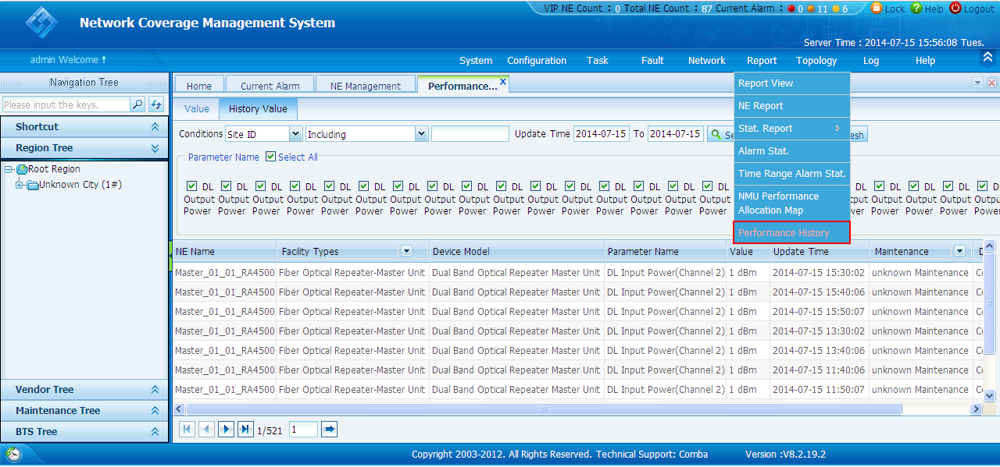 VIP NE Count : 0 Total NE Count : 87 Current Alarm : 0 11 6 Lock Help Logout
Network Coverage Management System
Server Time : 2014-07-15 15:56:08 Tues.
admin Welcome !
System Configuration Task Fault Network Report Topology Log Help
Navigation Tree
Home Current Alarm NE Management Performance... X
Report View
NE Report
Stat. Report
Alarm Stat.
Time Range Alarm Stat.
NMU Performance
Allocation Map
Performance History
Please input the keys.
Shortcut
Region Tree
Root Region
Unknown City (1#)
Vendor Tree
Maintenance Tree
BTS Tree
Value History Value
Conditions Site ID Including Update Time 2014-07-15 To 2014-07-15
Parameter Name Select All
DL DL DL DL DL DL DL DL DL DL DL DL DL DL DL DL DL DL DL
Output Output Output Output Output Output Output Output Output Output Output Output Output Output Output Output Output Output Output
Power Power Power Power Power Power Power Power Power Power Power Power Power Power Power Power Power Power Power
NE Name Facility Types Device Model Parameter Name Value Update Time Maintenance
Master_01_01_RA4500 Fiber Optical Repeater-Master Unit Dual Band Optical Repeater Master Unit DL Input Power(Channel 2) 1 dBm 2014-07-15 15:30:02 unknown Maintenance
Master_01_01_RA4500 Fiber Optical Repeater-Master Unit Dual Band Optical Repeater Master Unit DL Input Power(Channel 2) 1 dBm 2014-07-15 15:40:06 unknown Maintenance
Master_01_01_RA4500 Fiber Optical Repeater-Master Unit Dual Band Optical Repeater Master Unit DL Input Power(Channel 2) 1 dBm 2014-07-15 15:50:07 unknown Maintenance
Master_01_01_RA4500 Fiber Optical Repeater-Master Unit Dual Band Optical Repeater Master Unit DL Input Power(Channel 2) 1 dBm 2014-07-15 13:30:02 unknown Maintenance
Master_01_01_RA4500 Fiber Optical Repeater-Master Unit Dual Band Optical Repeater Master Unit DL Input Power(Channel 2) 1 dBm 2014-07-15 13:40:06 unknown Maintenance
Master_01_01_RA4500 Fiber Optical Repeater-Master Unit Dual Band Optical Repeater Master Unit DL Input Power(Channel 2) 1 dBm 2014-07-15 11:40:06 unknown Maintenance
Master_01_01_RA4500 Fiber Optical Repeater-Master Unit Dual Band Optical Repeater Master Unit DL Input Power(Channel 2) 1 dBm 2014-07-15 11:50:07 unknown Maintenance
1/521 1
Copyright 2003-2012. All Rights Reserved. Technical Support: Comba Version :V8.2.19.2